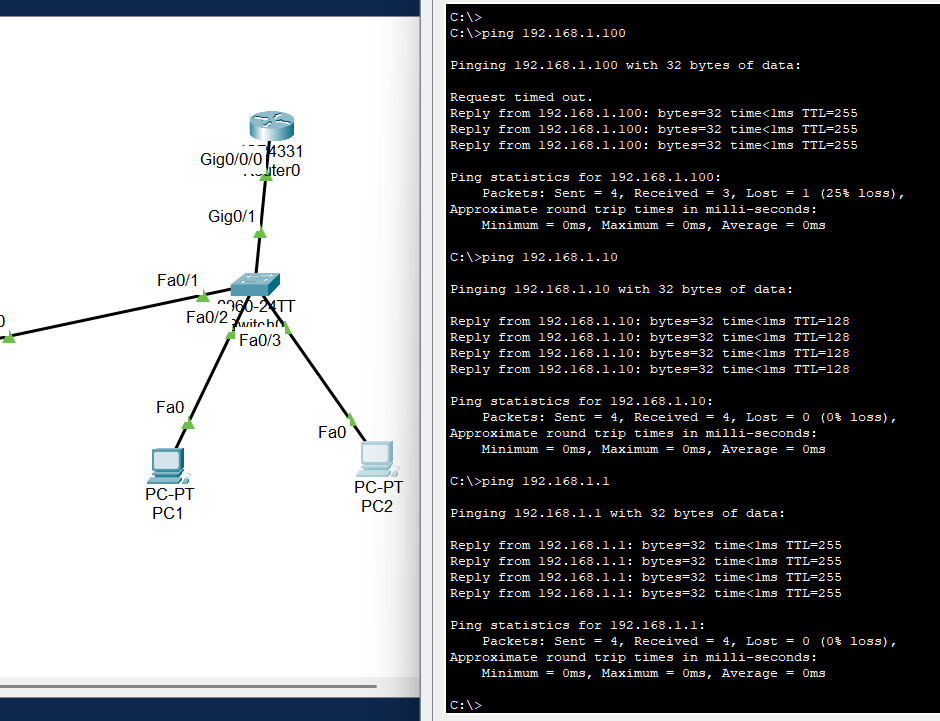 4331
Gig0/0/0
Gig0/1
Fa0/1
2960-24TT
Fa0/2
Switch0
Fa0/3
0
Fa0
Fa0
PC-PT
PC1
PC-PT
PC2
C:\>
C:\>ping 192.168.1.100
Pinging 192.168.1.100 with 32 bytes of data:
Request timed out.
Reply from 192.168.1.100: bytes=32 time<1ms TTL=255
Reply from 192.168.1.100: bytes=32 time<1ms TTL=255
Reply from 192.168.1.100: bytes=32 time<1ms TTL=255
Ping statistics for 192.168.1.100:
Packets: Sent = 4, Received = 3, Lost = 1 (25% loss),
Approximate round trip times in milli-seconds:
Minimum = 0ms, Maximum = 0ms, Average = 0ms
C:\>ping 192.168.1.10
Pinging 192.168.1.10 with 32 bytes of data:
Reply from 192.168.1.10: bytes=32 time<1ms TTL=128
Reply from 192.168.1.10: bytes=32 time<1ms TTL=128
Reply from 192.168.1.10: bytes=32 time<1ms TTL=128
Reply from 192.168.1.10: bytes=32 time<1ms TTL=128
Ping statistics for 192.168.1.10:
Packets: Sent = 4, Received = 4, Lost = 0 (0% loss),
Approximate round trip times in milli-seconds:
Minimum = 0ms, Maximum = 0ms, Average = 0ms
C:\>ping 192.168.1.1
Pinging 192.168.1.1 with 32 bytes of data:
Reply from 192.168.1.1: bytes=32 time<1ms TTL=255
Reply from 192.168.1.1: bytes=32 time<1ms TTL=255
Reply from 192.168.1.1: bytes=32 time<1ms TTL=255
Reply from 192.168.1.1: bytes=32 time<1ms TTL=255
Ping statistics for 192.168.1.1:
Packets: Sent = 4, Received = 4, Lost = 0 (0% loss),
Approximate round trip times in milli-seconds:
Minimum = 0ms, Maximum = 0ms, Average = 0ms
C:\>